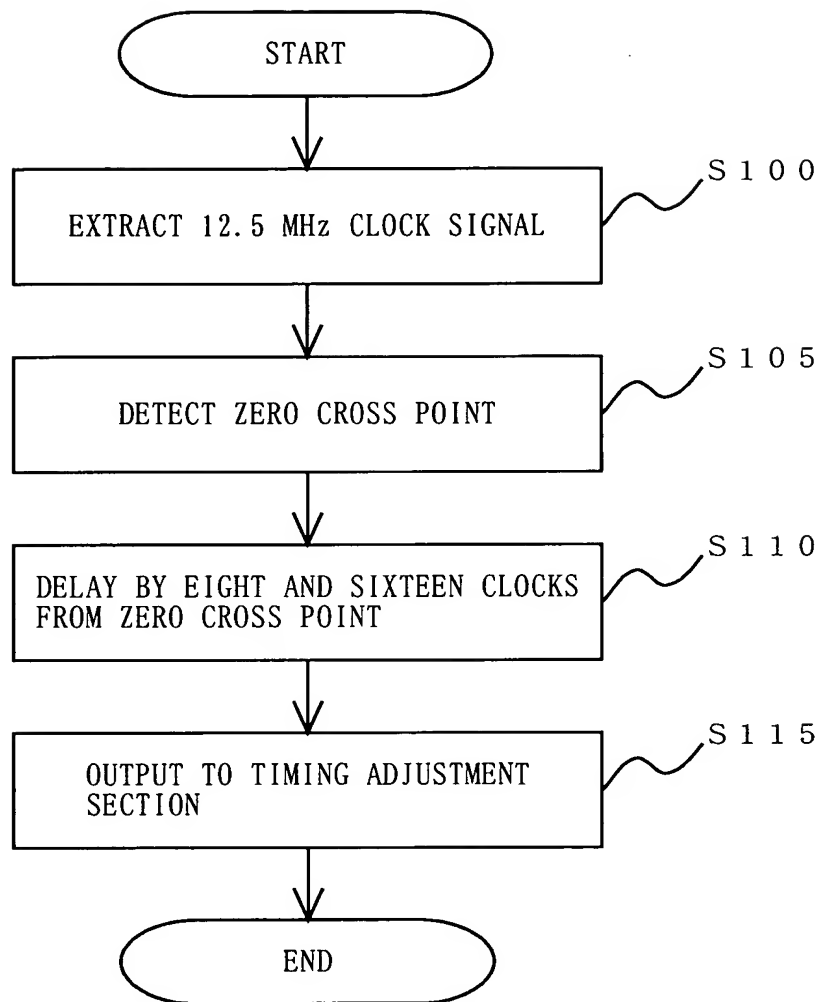 START
S100
EXTRACT 12.5 MHz CLOCK SIGNAL
S105
DETECT ZERO CROSS POINT
S110
DELAY BY EIGHT AND SIXTEEN CLOCKS
FROM ZERO CROSS POINT
S115
OUTPUT TO TIMING ADJUSTMENT
SECTION
END